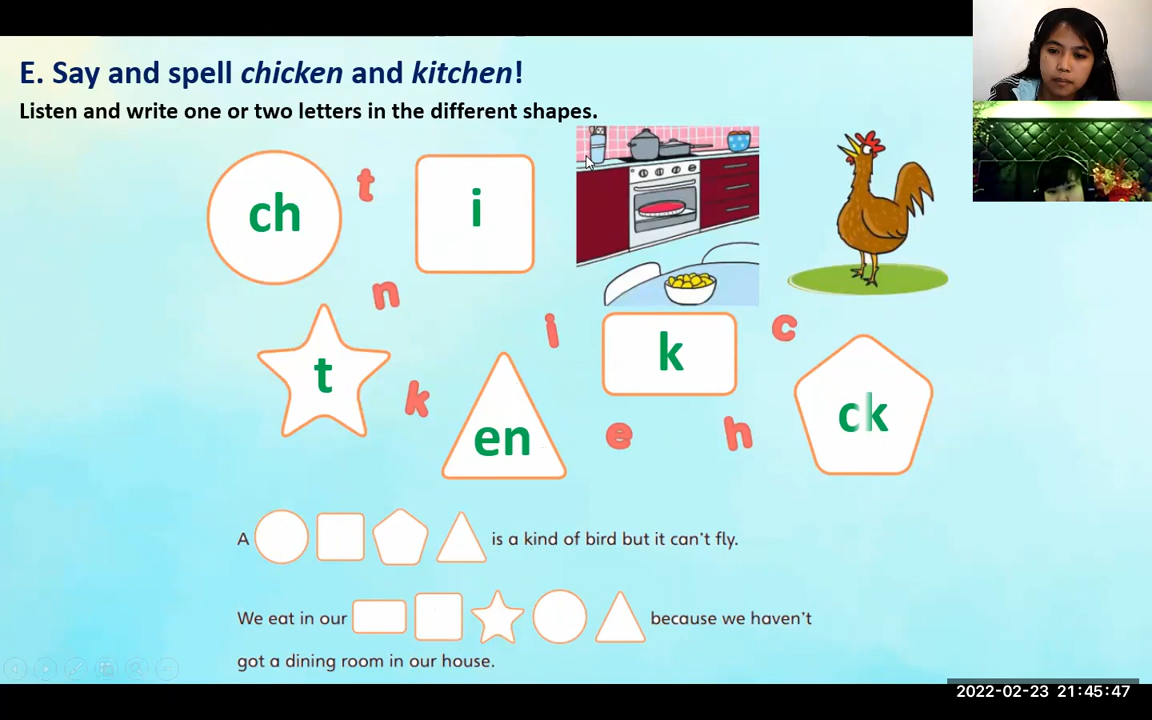 E. Say and spell chicken and kitchen!
Listen and write one or two letters in the different shapes.
ch
t
i
n
i
k
c
t
k
en
e
h
ck
A is a kind of bird but it can't fly.
We eat in our because we haven't
got a dining room in our house.
2022-02-23 21:45:47